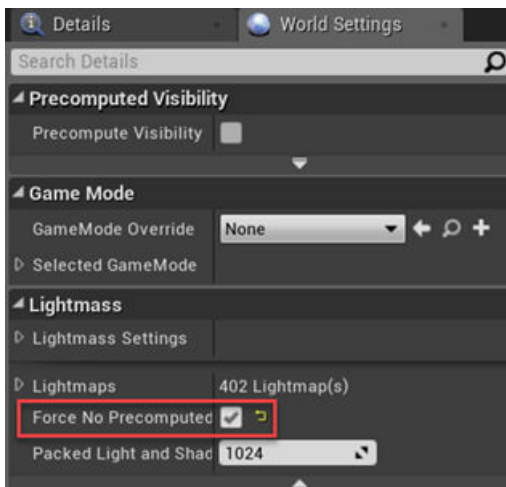 Details World Settings
Search Details
Precomputed Visibility
Precompute Visibility
Game Mode
GameMode Override None
Selected GameMode
Lightmass
Lightmass Settings
Lightmaps 402 Lightmap(s)
Force No Precomputed
Packed Light and Shad 1024